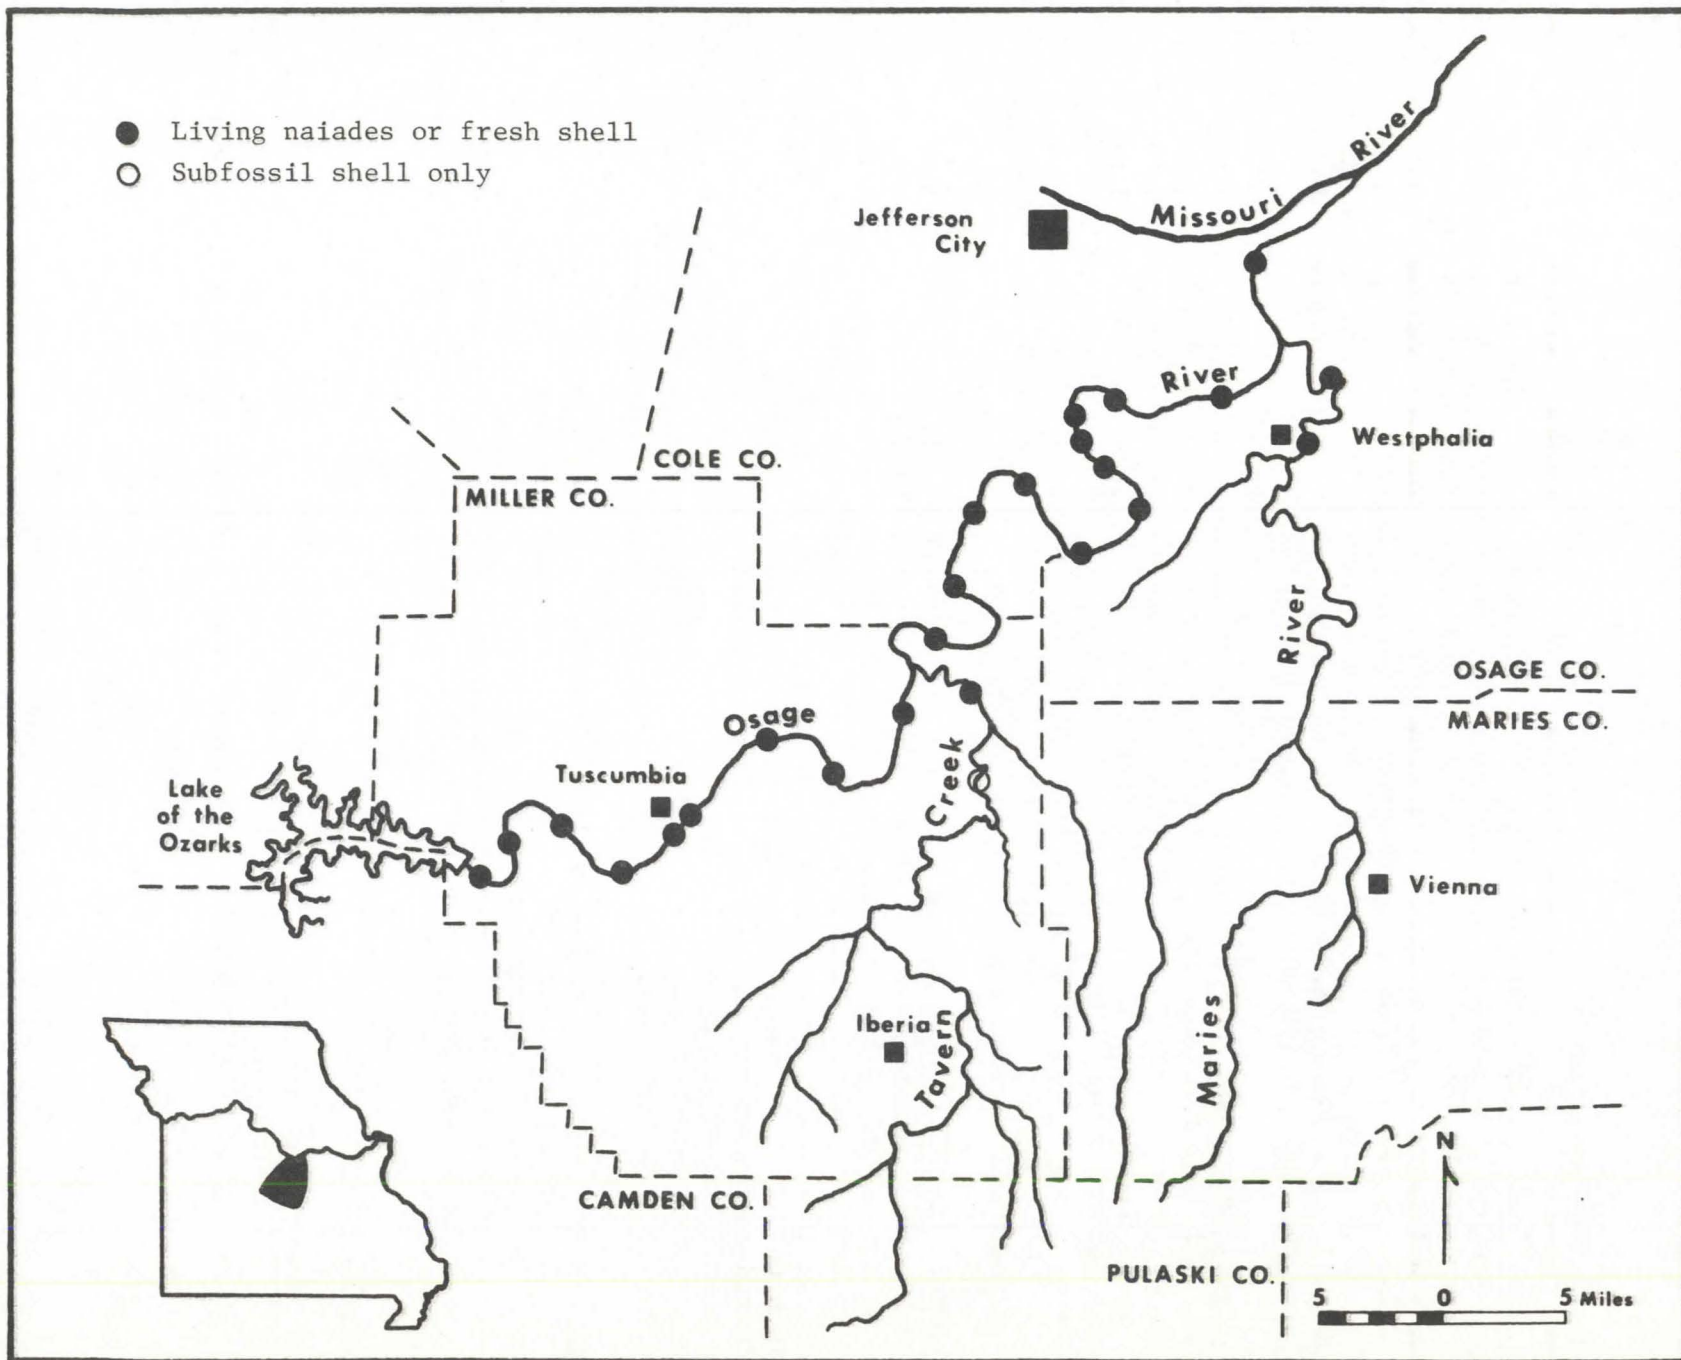 Living naiades or fresh shell
Subfossil shell only
Jefferson
City
Missouri River
River
Westphalia
COLE CO.
MILLER CO.
River
OSAGE CO.
MARIES CO.
Osage
Tuscumbia
Creek
Lake
of the
Ozarks
Vienna
Iberia
Tavern
Maries
N
CAMDEN CO.
PULASKI CO.
5 0 5 Miles